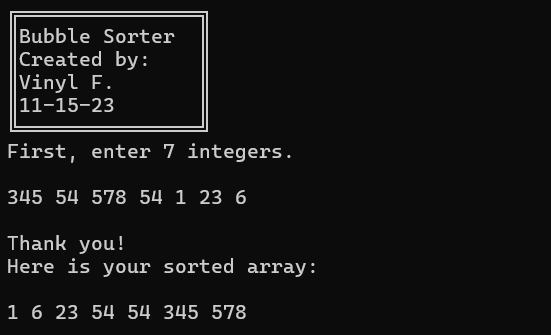 Bubble Sorter
Created by:
Vinyl F.
11-15-23
First, enter 7 integers.
345 54 578 54 1 23 6
Thank you!
Here is your sorted array:
1 6 23 54 54 345 578